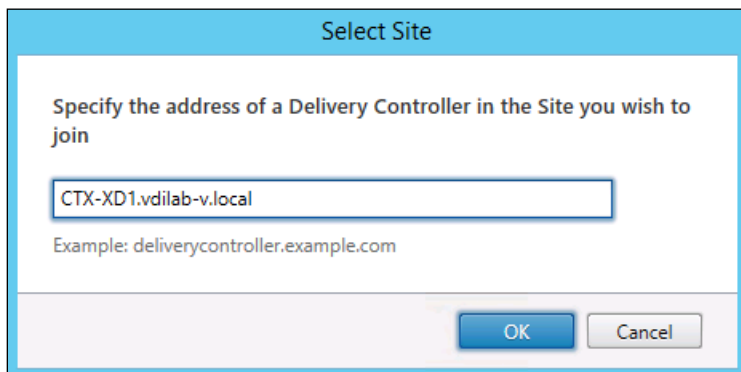 Select Site
Specify the address of a Delivery Controller in the Site you wish to
join
CTX-XD1.vdilab-v.local
Example: deliverycontroller.example.com
OK
Cancel